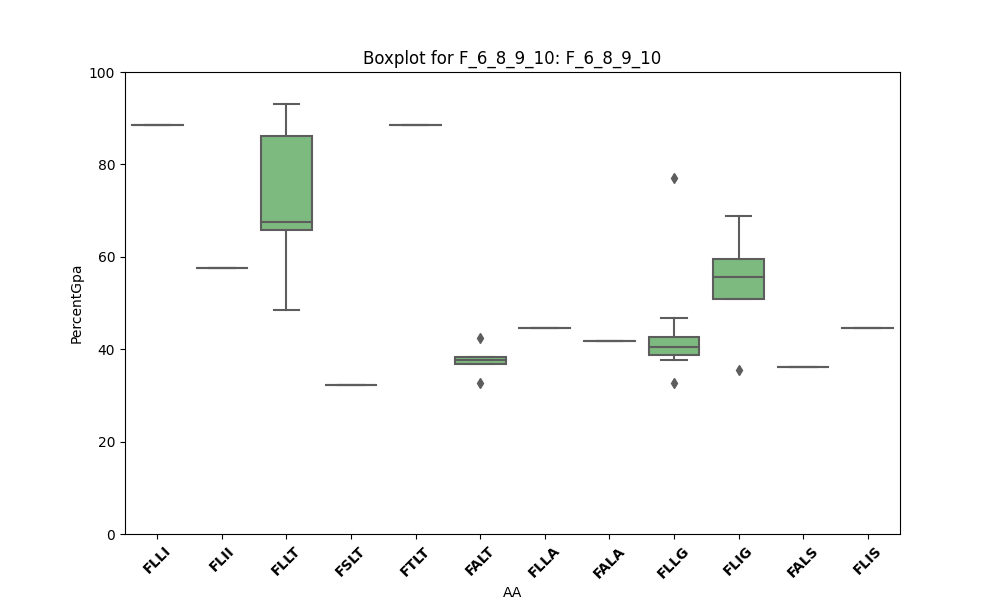 Boxplot for F_6_8_9_10: F_6_8_9_10
100
80
60
40
20
0
PercentGpa
FLLI FLII FLLT FSLT FTLT FALT FLLA FALA FLLG FLIG FALS FLIS
AA